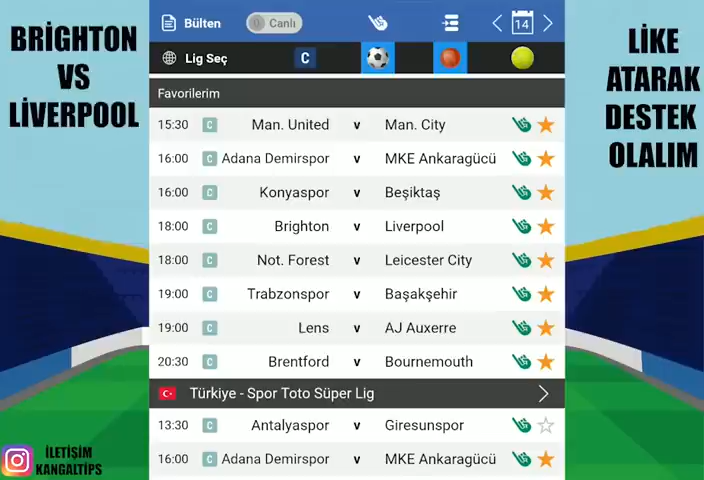 BRİGHTON
VS
LİVERPOOL
LİKE
ATARAK
DESTEK
OLALIM
Bülten
Canlı
14
Lig Seç
C
Favorilerim
15:30 C Man. United v Man. City
16:00 C Adana Demirspor v MKE Ankaragücü
16:00 C Konyaspor v Beşiktaş
18:00 C Brighton v Liverpool
18:00 C Not. Forest v Leicester City
19:00 C Trabzonspor v Başakşehir
19:00 C Lens v AJ Auxerre
20:30 C Brentford v Bournemouth
Türkiye - Spor Toto Süper Lig
13:30 C Antalyaspor v Giresunspor
16:00 C Adana Demirspor v MKE Ankaragücü
İLETİŞİM
KANGALTİPS